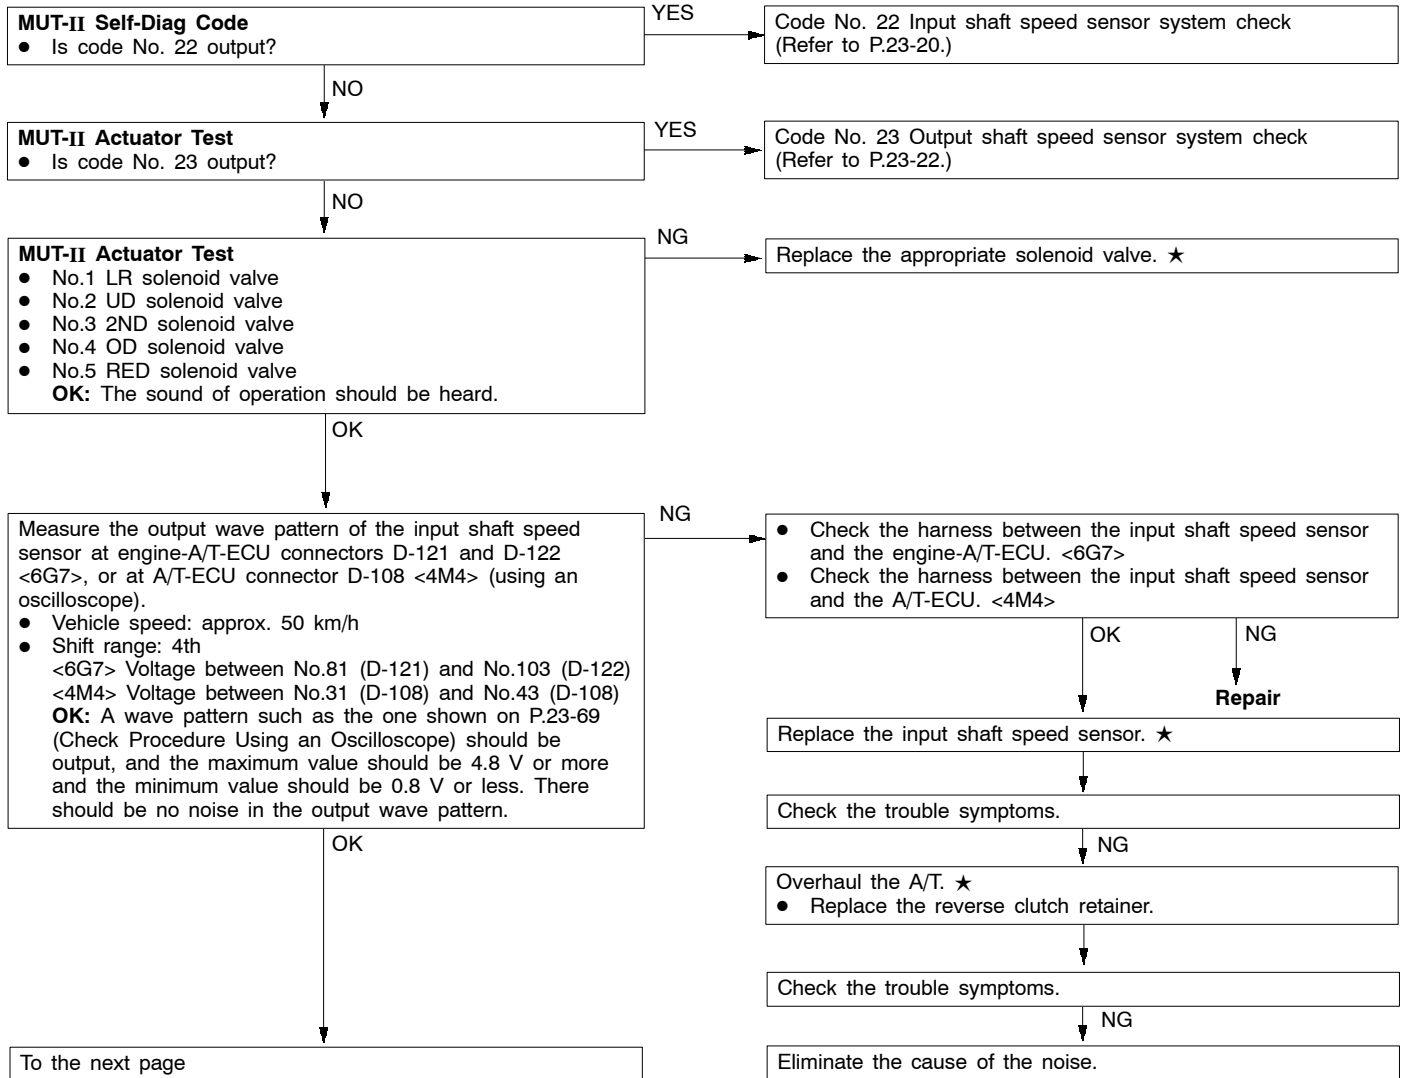 MUT-II Self-Diag Code
● Is code No. 22 output?
YES
Code No. 22 Input shaft speed sensor system check
(Refer to P.23-20.)
NO
MUT-II Actuator Test
● Is code No. 23 output?
YES
Code No. 23 Output shaft speed sensor system check
(Refer to P.23-22.)
NO
MUT-II Actuator Test
● No.1 LR solenoid valve
● No.2 UD solenoid valve
● No.3 2ND solenoid valve
● No.4 OD solenoid valve
● No.5 RED solenoid valve
OK: The sound of operation should be heard.
NG
Replace the appropriate solenoid valve. ★
OK
Measure the output wave pattern of the input shaft speed
sensor at engine-A/T-ECU connectors D-121 and D-122
<6G7>, or at A/T-ECU connector D-108 <4M4> (using an
oscilloscope).
● Vehicle speed: approx. 50 km/h
● Shift range: 4th
<6G7> Voltage between No.81 (D-121) and No.103 (D-122)
<4M4> Voltage between No.31 (D-108) and No.43 (D-108)
OK: A wave pattern such as the one shown on P.23-69
(Check Procedure Using an Oscilloscope) should be
output, and the maximum value should be 4.8 V or more
and the minimum value should be 0.8 V or less. There
should be no noise in the output wave pattern.
NG
● Check the harness between the input shaft speed sensor
and the engine-A/T-ECU. <6G7>
● Check the harness between the input shaft speed sensor
and the A/T-ECU. <4M4>
OK
NG
Repair
Replace the input shaft speed sensor. ★
Check the trouble symptoms.
NG
Overhaul the A/T. ★
● Replace the reverse clutch retainer.
Check the trouble symptoms.
NG
Eliminate the cause of the noise.
OK
To the next page